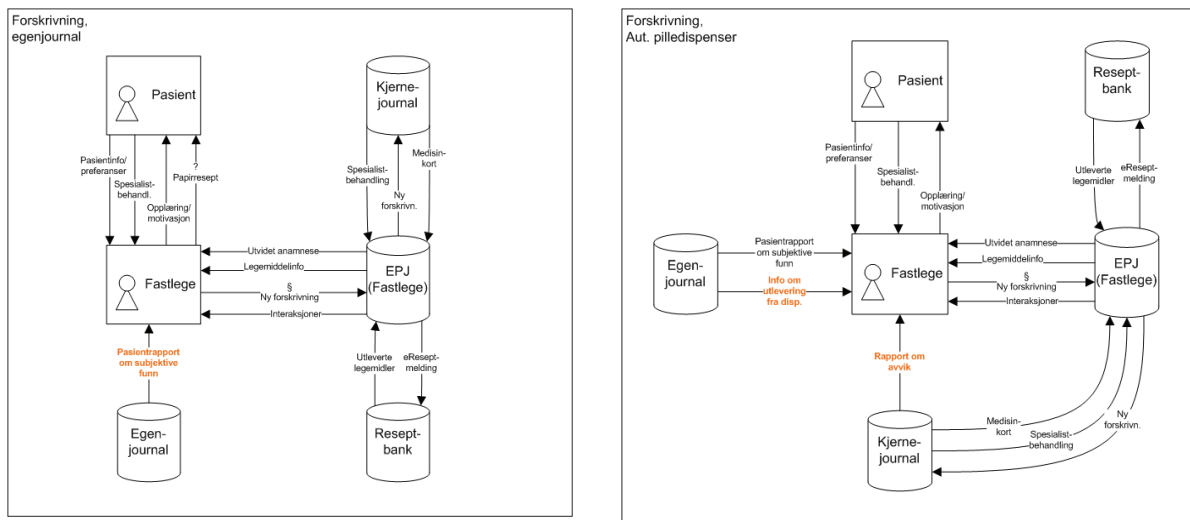 Forskrivning,
egenjournal
Pasient
Kjerne-
journal
Pasientinfo/
preferanser
Spesialist-
behandl.
Opplæring/
motivasjon
?
Papirresept
Spesialist-
behandling
Ny
forskrivn.
Medisin-
kort
Fastlege
Utvidet anamnese
Legemiddelinfo
§
Ny forskrivning
Interaksjoner
EPJ
(Fastlege)
Pasientrapport
om subjektive
funn
Utleverte
legemidler
eResept-
melding
Egen-
journal
Resept-
bank
Forskrivning,
Aut. pilledispenser
Pasient
Resept-
bank
Pasientinfo/
preferanser
Spesialist-
behandl.
Opplæring/
motivasjon
Utleverte
legemidler
eResept-
melding
Egen-
journal
Pasientrapport
om subjektive
funn
Info om
utlevering
fra disp.
Fastlege
Utvidet anamnese
Legemiddelinfo
§
Ny forskrivning
Interaksjoner
EPJ
(Fastlege)
Rapport om
avvik
Kjerne-
journal
Medisin-
kort
Spesialist-
behandling
Ny
forskrivn.